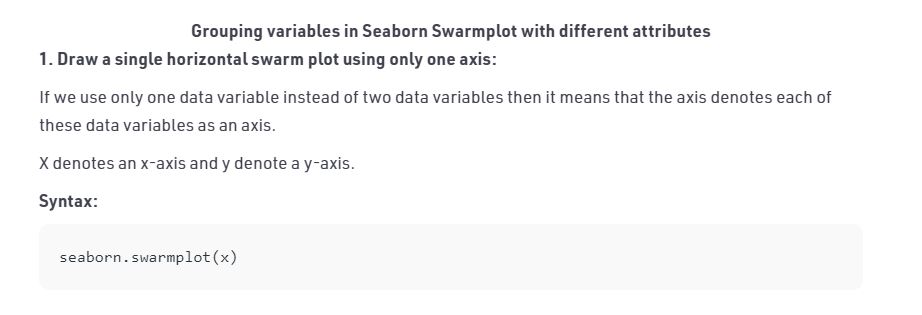 Grouping variables in Seaborn Swarmplot with different attributes
1. Draw a single horizontal swarm plot using only one axis:
If we use only one data variable instead of two data variables then it means that the axis denotes each of
these data variables as an axis.
X denotes an x-axis and y denote a y-axis.
Syntax:
seaborn.swarmplot(x)